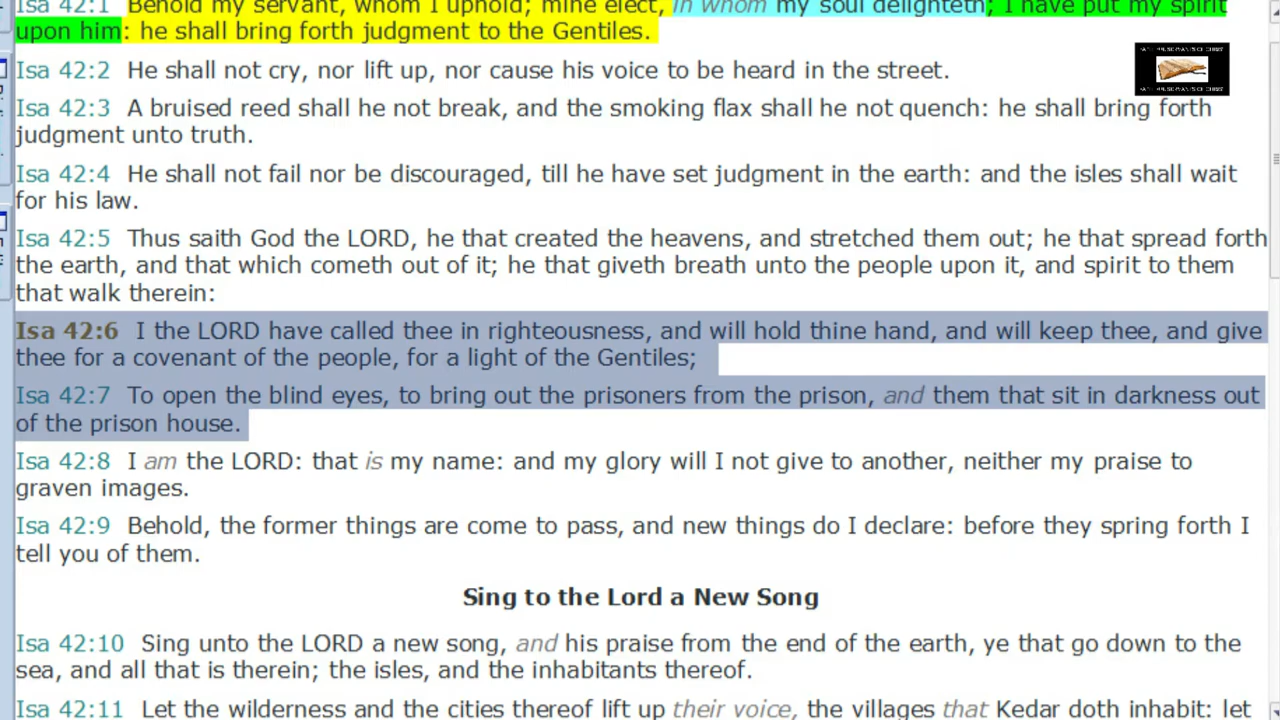 Isa 42:1 Behold my servant, whom I uphold; mine elect, in whom my soul delighteth; I have put my spirit
upon him: he shall bring forth judgment to the Gentiles.
Isa 42:2 He shall not cry, nor lift up, nor cause his voice to be heard in the street.
Isa 42:3 A bruised reed shall he not break, and the smoking flax shall he not quench: he shall bring forth
judgment unto truth.
Isa 42:4 He shall not fail nor be discouraged, till he have set judgment in the earth: and the isles shall wait
for his law.
Isa 42:5 Thus saith God the LORD, he that created the heavens, and stretched them out; he that spread forth
the earth, and that which cometh out of it; he that giveth breath unto the people upon it, and spirit to them
that walk therein:
Isa 42:6 I the LORD have called thee in righteousness, and will hold thine hand, and will keep thee, and give
thee for a covenant of the people, for a light of the Gentiles;
Isa 42:7 To open the blind eyes, to bring out the prisoners from the prison, and them that sit in darkness out
of the prison house.
Isa 42:8 I am the LORD: that is my name: and my glory will I not give to another, neither my praise to
graven images.
Isa 42:9 Behold, the former things are come to pass, and new things do I declare: before they spring forth I
tell you of them.
Sing to the Lord a New Song
Isa 42:10 Sing unto the LORD a new song, and his praise from the end of the earth, ye that go down to the
sea, and all that is therein; the isles, and the inhabitants thereof.
Isa 42:11 Let the wilderness and the cities thereof lift up their voice, the villages that Kedar doth inhabit: let